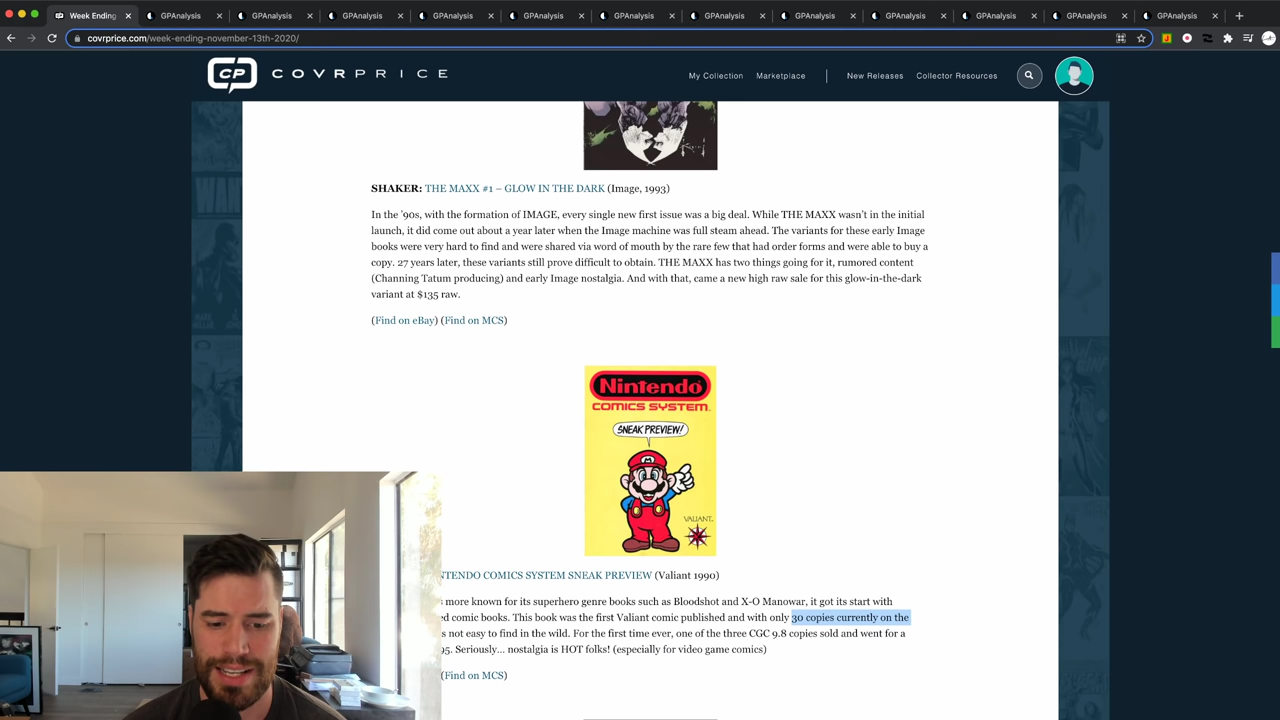 Week Ending
GPAnalysis
GPAnalysis
GPAnalysis
GPAnalysis
GPAnalysis
GPAnalysis
GPAnalysis
GPAnalysis
GPAnalysis
GPAnalysis
GPAnalysis
GPAnalysis
covrprice.com/week-ending-november-13th-2020/
CP COVRPRICE
My Collection Marketplace New Releases Collector Resources
SHAKER: THE MAXX #1 – GLOW IN THE DARK (Image, 1993)
In the '90s, with the formation of IMAGE, every single new first issue was a big deal. While THE MAXX wasn't in the initial
launch, it did come out about a year later when the Image machine was full steam ahead. The variants for these early Image
books were very hard to find and were shared via word of mouth by the rare few that had order forms and were able to buy a
copy. 27 years later, these variants still prove difficult to obtain. THE MAXX has two things going for it, rumored content
(Channing Tatum producing) and early Image nostalgia. And with that, came a new high raw sale for this glow-in-the-dark
variant at $135 raw.
(Find on eBay) (Find on MCS)
Nintendo
COMICS SYSTEM
SNEAK PREVIEW!
VALIANT
NTENDO COMICS SYSTEM SNEAK PREVIEW (Valiant 1990)
more known for its superhero genre books such as Bloodshot and X-O Manowar, it got its start with
ed comic books. This book was the first Valiant comic published and with only 30 copies currently on the
s not easy to find in the wild. For the first time ever, one of the three CGC 9.8 copies sold and went for a
95. Seriously... nostalgia is HOT folks! (especially for video game comics)
(Find on MCS)